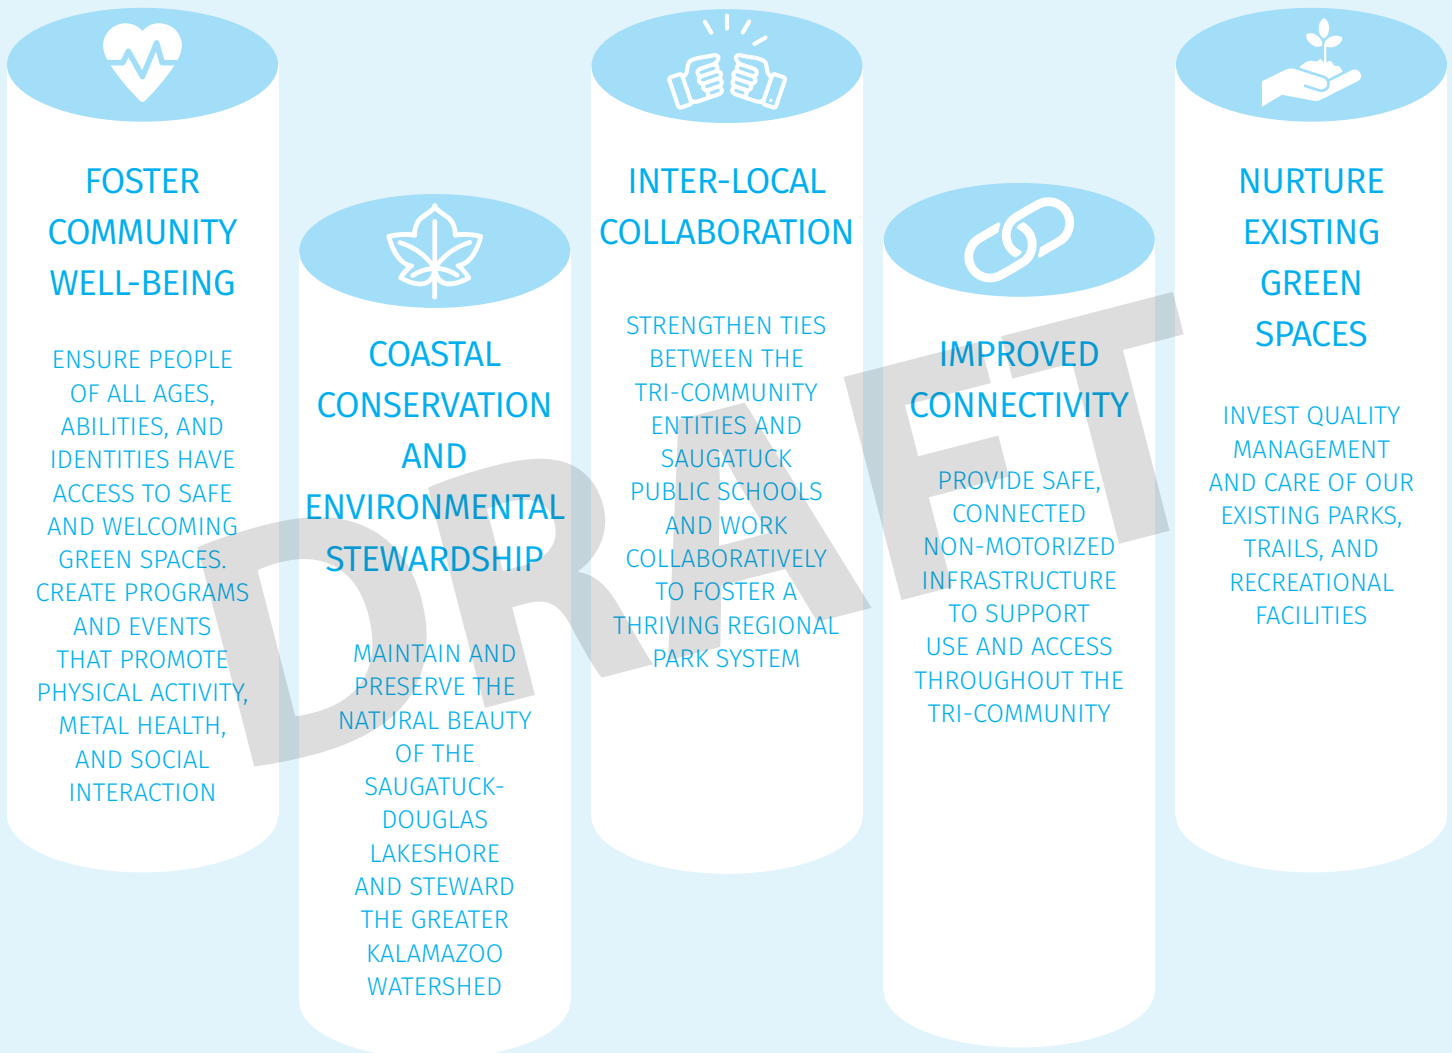 FOSTER
COMMUNITY
WELL-BEING
ENSURE PEOPLE
OF ALL AGES,
ABILITIES, AND
IDENTITIES HAVE
ACCESS TO SAFE
AND WELCOMING
GREEN SPACES.
CREATE PROGRAMS
AND EVENTS
THAT PROMOTE
PHYSICAL ACTIVITY,
METAL HEALTH,
AND SOCIAL
INTERACTION
COASTAL
CONSERVATION
AND
ENVIRONMENTAL
STEWARDSHIP
MAINTAIN AND
PRESERVE THE
NATURAL BEAUTY
OF THE
SAUGATUCK-
DOUGLAS
LAKESHORE
AND STEWARD
THE GREATER
KALAMAZOO
WATERSHED
INTER-LOCAL
COLLABORATION
STRENGTHEN TIES
BETWEEN THE
TRI-COMMUNITY
ENTITIES AND
SAUGATUCK
PUBLIC SCHOOLS
AND WORK
COLLABORATIVELY
TO FOSTER A
THRIVING REGIONAL
PARK SYSTEM
IMPROVED
CONNECTIVITY
PROVIDE SAFE,
CONNECTED
NON-MOTORIZED
INFRASTRUCTURE
TO SUPPORT
USE AND ACCESS
THROUGHOUT THE
TRI-COMMUNITY
NURTURE
EXISTING
GREEN
SPACES
INVEST QUALITY
MANAGEMENT
AND CARE OF OUR
EXISTING PARKS,
TRAILS, AND
RECREATIONAL
FACILITIES
DRAFT